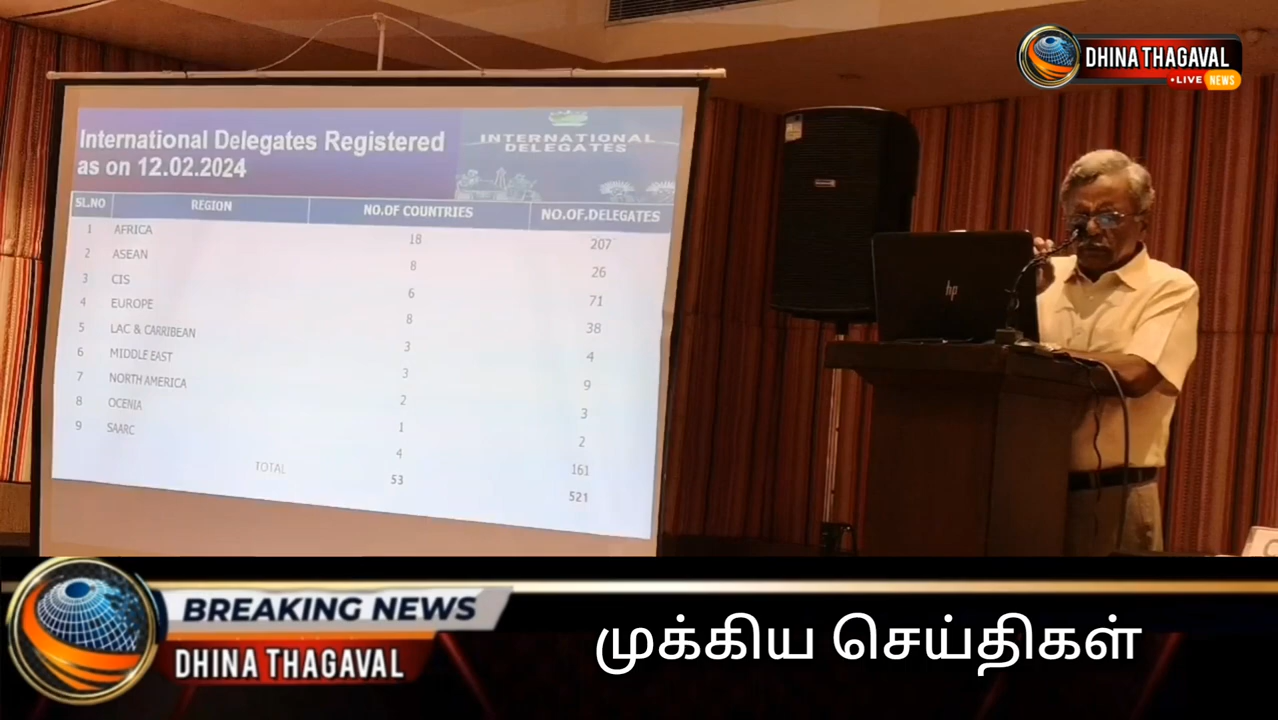 DHINA THAGAVAL
• LIVE NEWS
International Delegates Registered
as on 12.02.2024
INTERNATIONAL
DELEGATES
SL.NO REGION NO.OF COUNTRIES NO.OF.DELEGATES
1 AFRICA 18 207
2 ASEAN 8 26
3 CIS 6 71
4 EUROPE 8 38
5 LAC & CARRIBEAN 3 4
6 MIDDLE EAST 3 9
7 NORTH AMERICA 2 3
8 OCENIA 1 2
9 SAARC 4 161
TOTAL 53 521
hp
BREAKING NEWS
DHINA THAGAVAL
முக்கிய செய்திகள்